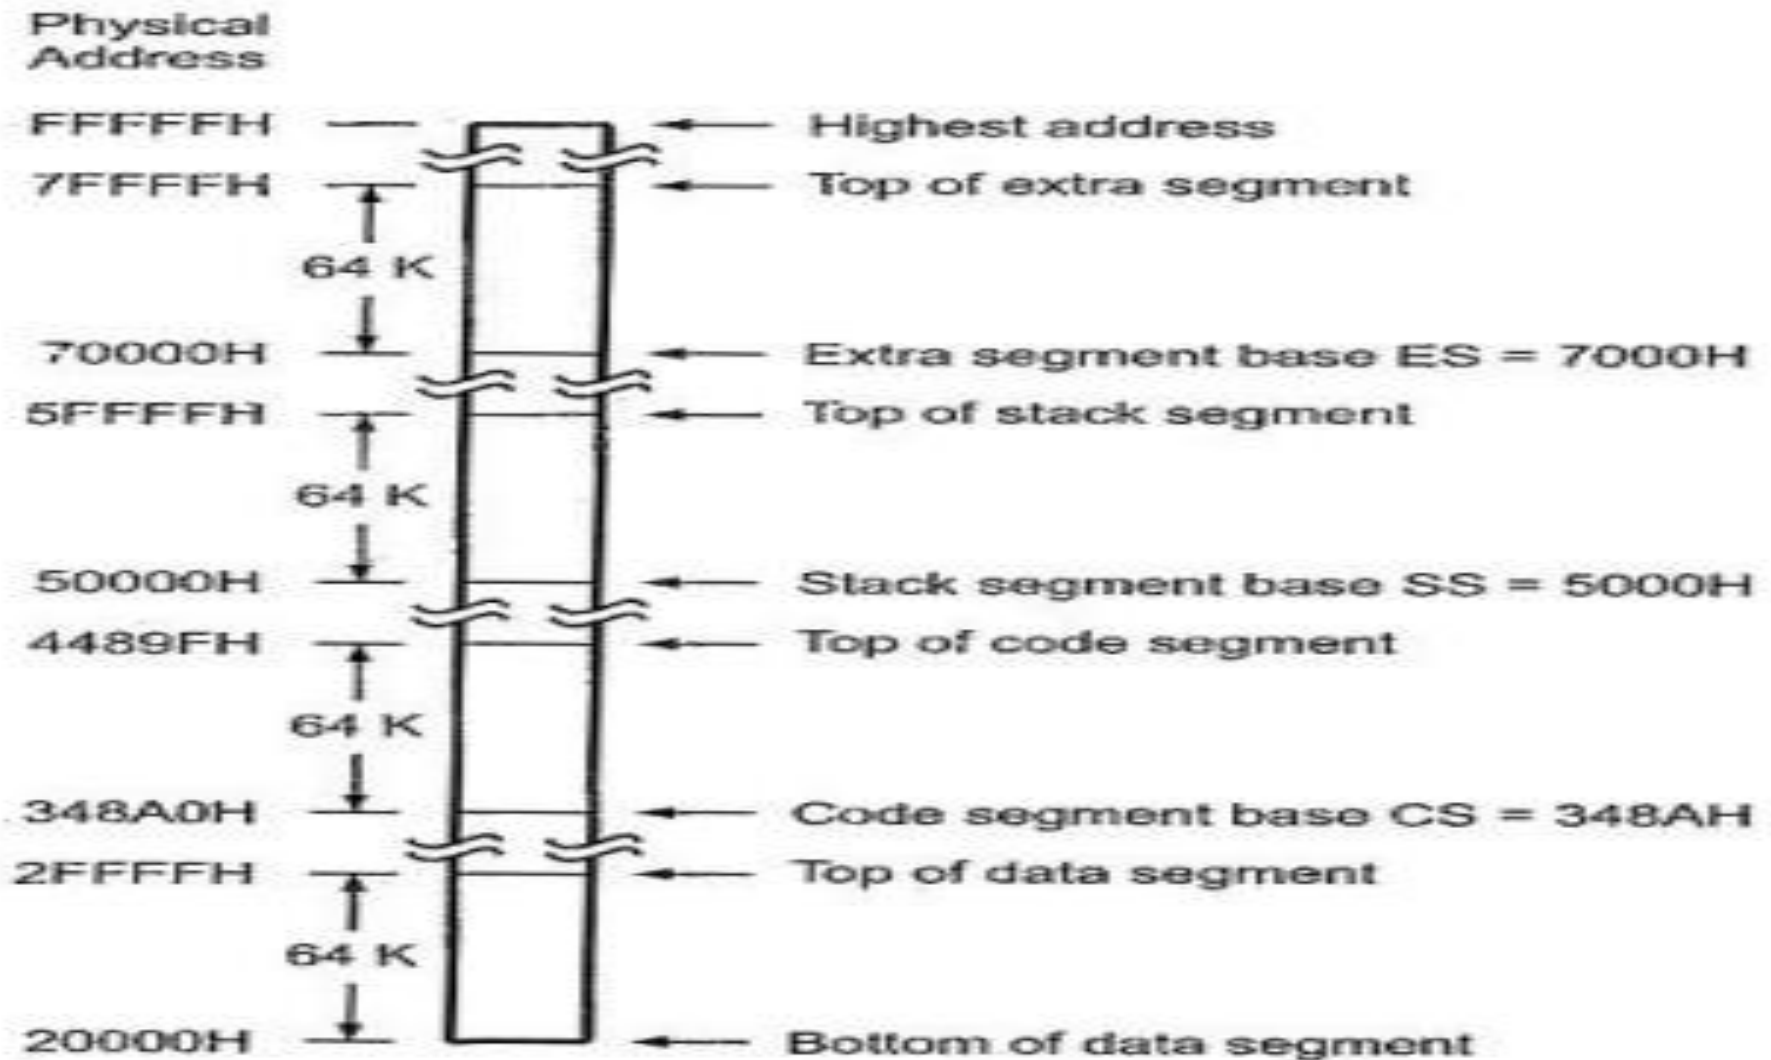 Physical
Address
FFFFFH Highest address
7FFFFH Top of extra segment
64 K
70000H Extra segment base ES = 7000H
5FFFFH Top of stack segment
64 K
50000H Stack segment base SS = 5000H
4489FH Top of code segment
64 K
348A0H Code segment base CS = 348AH
2FFFFH Top of data segment
64 K
20000H Bottom of data segment